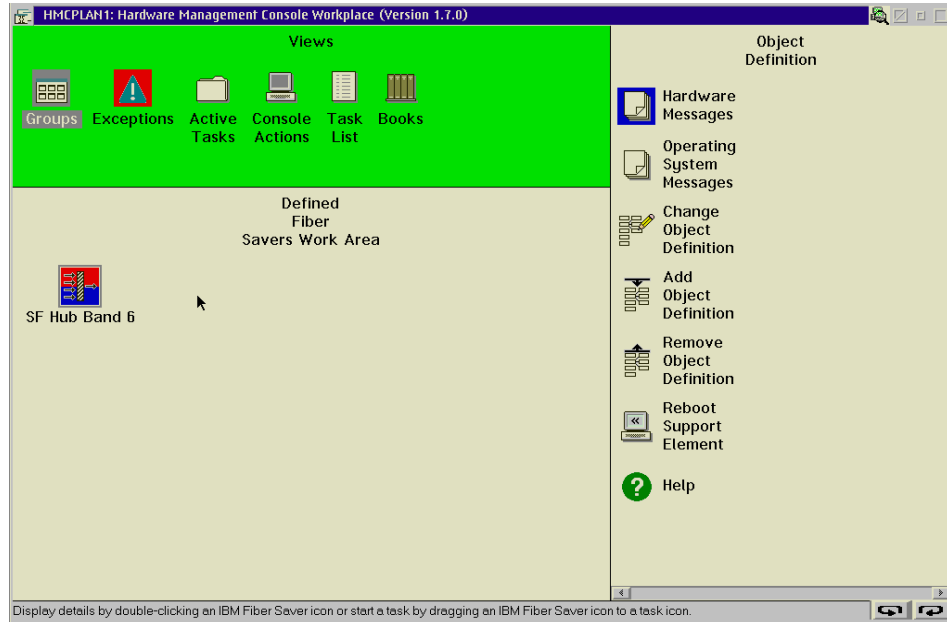 HMCPLAN1: Hardware Management Console Workplace (Version 1.7.0)
Views
Groups
Exceptions
Active
Tasks
Console
Actions
Task
List
Books
Defined
Fiber
Savers Work Area
SF Hub Band 6
Object
Definition
Hardware
Messages
Operating
System
Messages
Change
Object
Definition
Add
Object
Definition
Remove
Object
Definition
Reboot
Support
Element
? Help
Display details by double-clicking an IBM Fiber Saver icon or start a task by dragging an IBM Fiber Saver icon to a task icon.